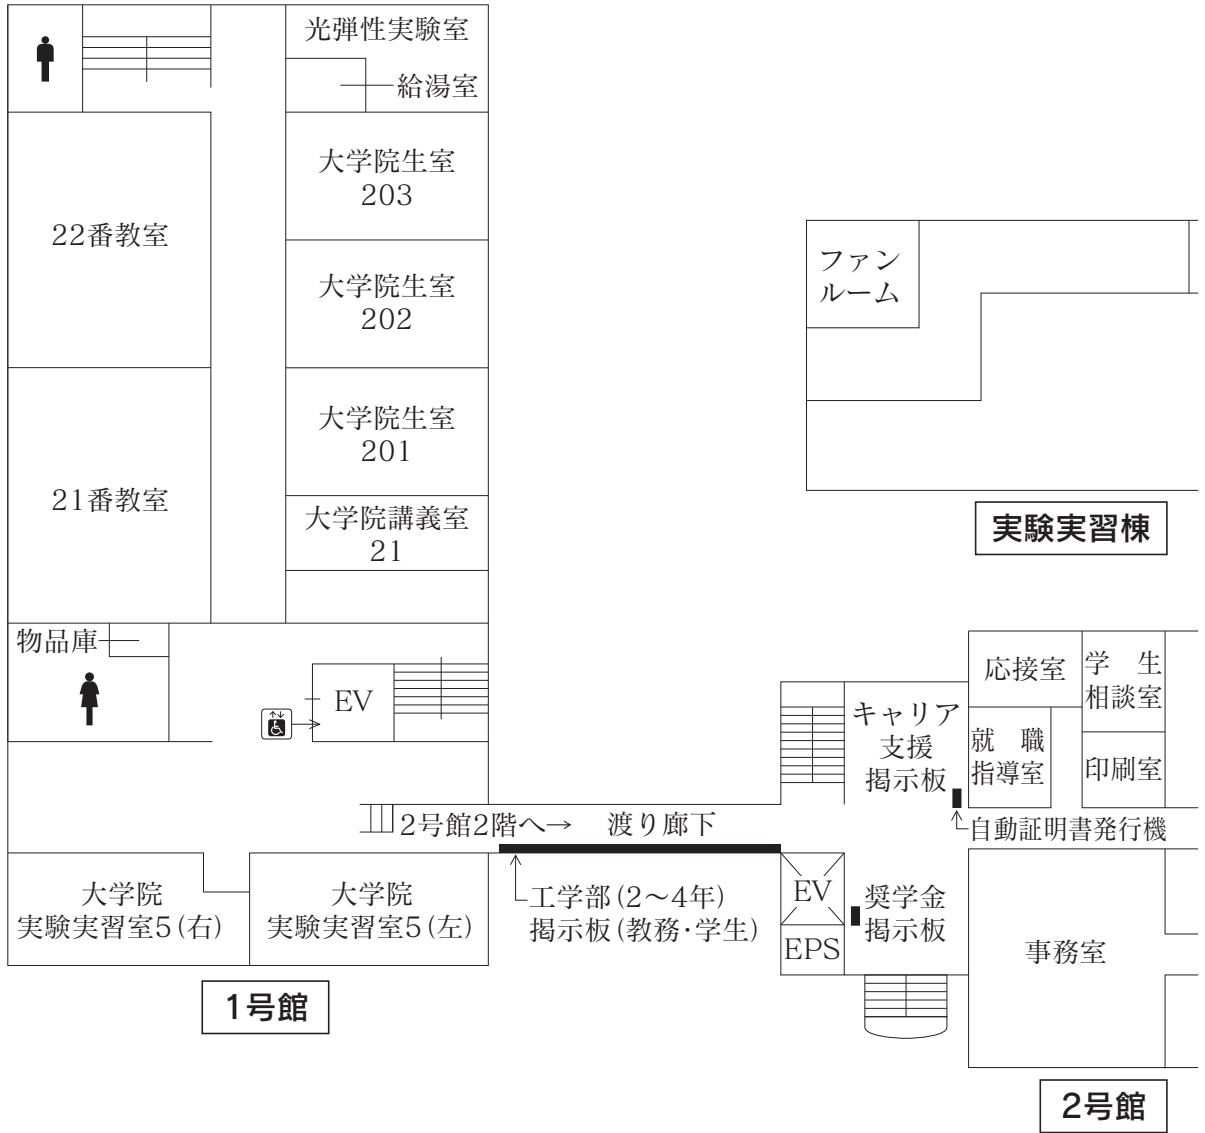 光弾性実験室
給湯室
大学院生室
203
22番教室
大学院生室
202
大学院生室
201
21番教室
大学院講義室
21
物品庫
EV
2号館2階へ→ 渡り廊下
大学院
実験実習室5(右)
大学院
実験実習室5(左)
工学部(2〜4年)
掲示板(教務・学生)
1号館
ファン
ルーム
実験実習棟
応接室
学 生
相談室
キャリア
支援
掲示板
就 職
指導室
印刷室
自動証明書発行機
EV
EPS
奨学金
掲示板
事務室
2号館